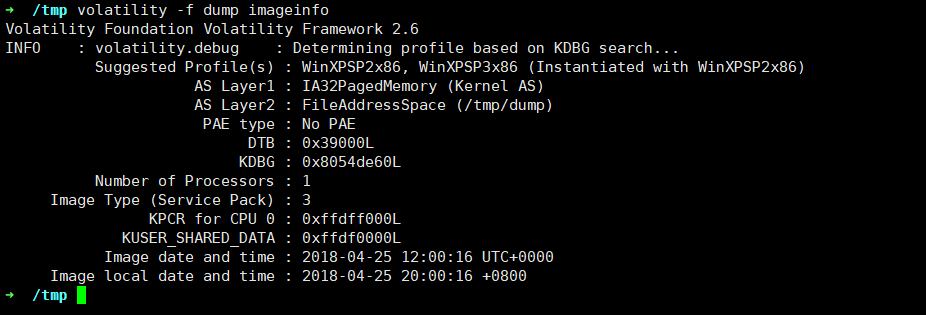 ➜  /tmp volatility -f dump imageinfo
Volatility Foundation Volatility Framework 2.6
INFO    : volatility.debug    : Determining profile based on KDBG search...
          Suggested Profile(s) : WinXPSP2x86, WinXPSP3x86 (Instantiated with WinXPSP2x86)
                     AS Layer1 : IA32PagedMemory (Kernel AS)
                     AS Layer2 : FileAddressSpace (/tmp/dump)
                      PAE type : No PAE
                           DTB : 0x39000L
                          KDBG : 0x8054de60L
          Number of Processors : 1
     Image Type (Service Pack) : 3
                KPCR for CPU 0 : 0xffdff000L
             KUSER_SHARED_DATA : 0xffdf0000L
           Image date and time : 2018-04-25 12:00:16 UTC+0000
     Image local date and time : 2018-04-25 20:00:16 +0800
➜  /tmp